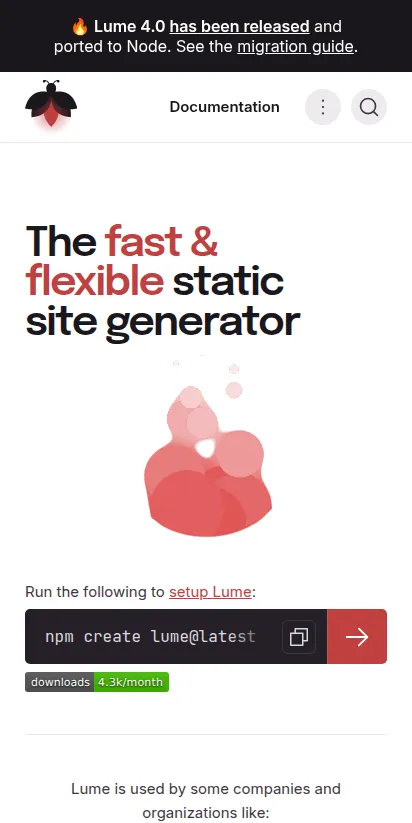 🔥 Lume 4.0 has been released and
ported to Node. See the migration guide.
Documentation
The fast &
flexible static
site generator
Run the following to setup Lume:
npm create lume@latest
downloads 4.3k/month
Lume is used by some companies and
organizations like: